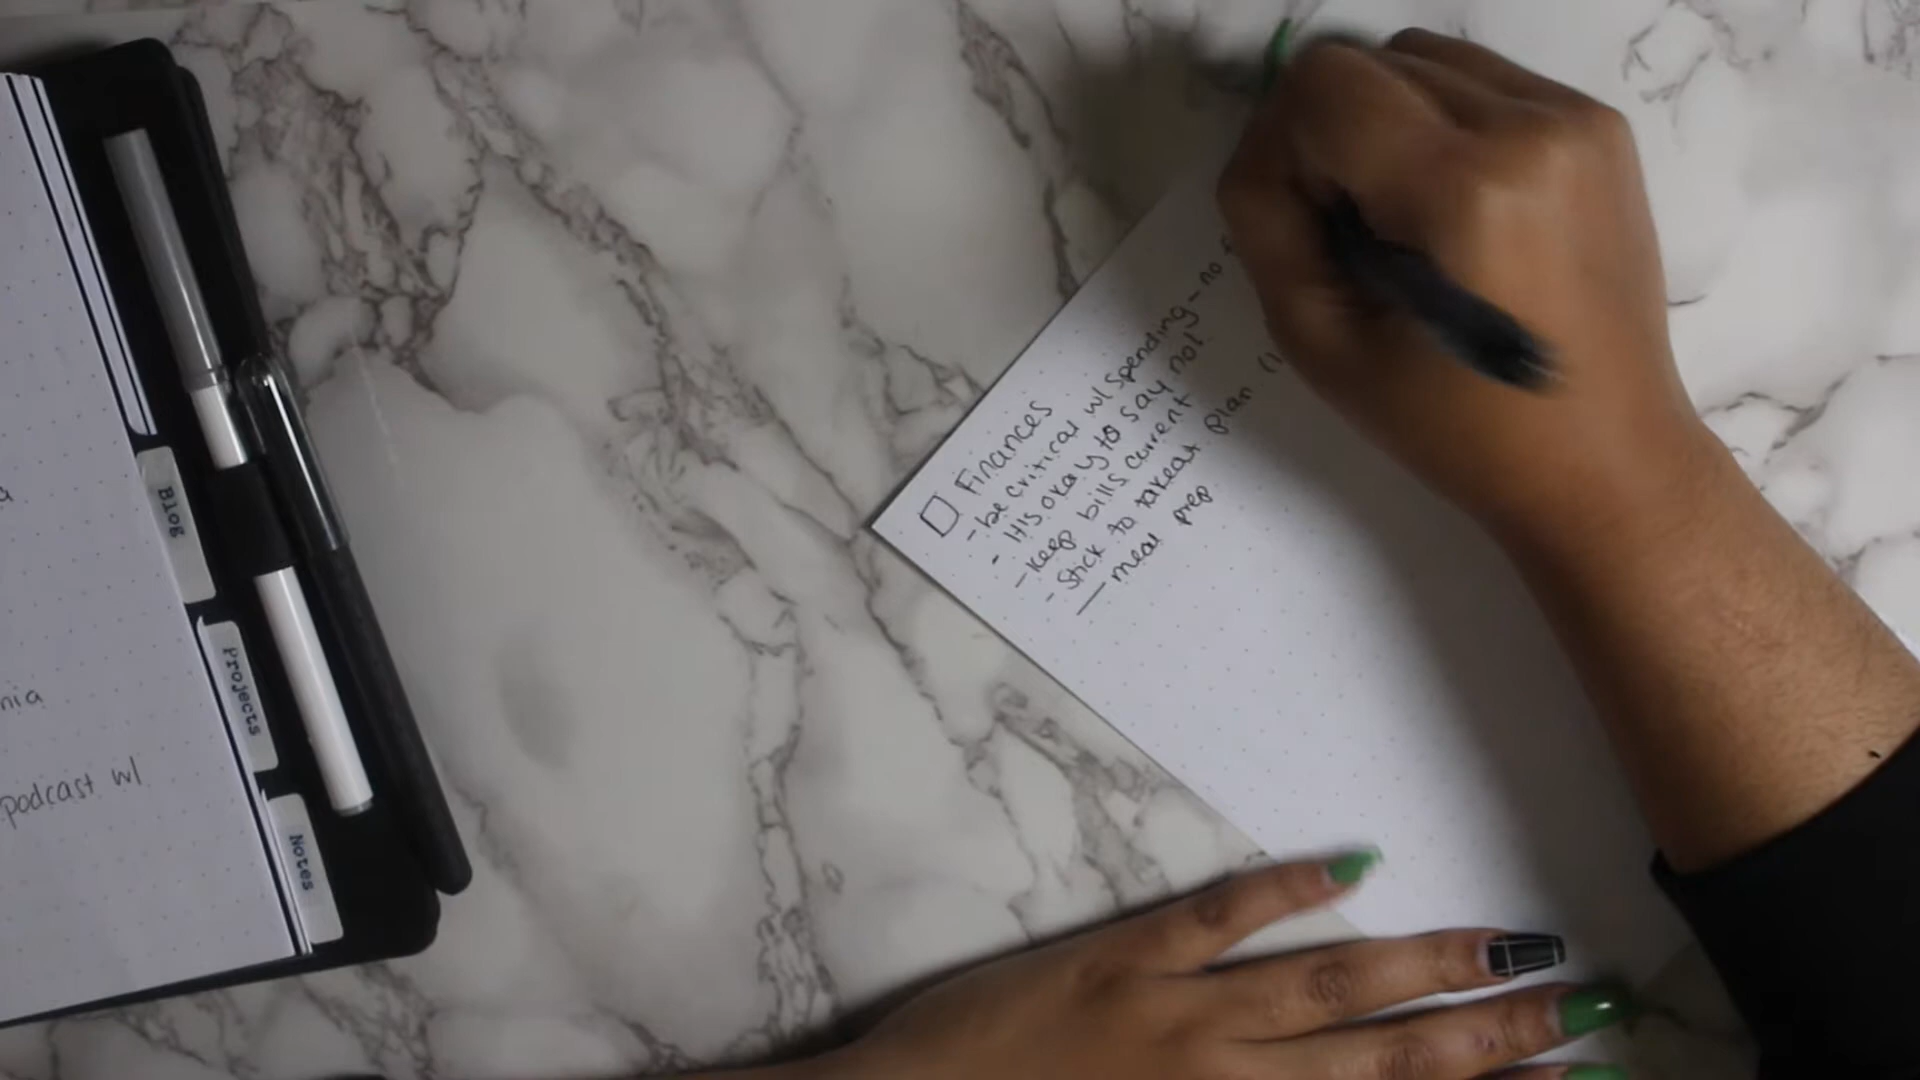 Finances
- be critical w/ spending - no
- It's okay to say no!
- keep bills current
- Stick to takeout plan (1
- meal prep
Blog
Projects
Notes
nia
podcast w/